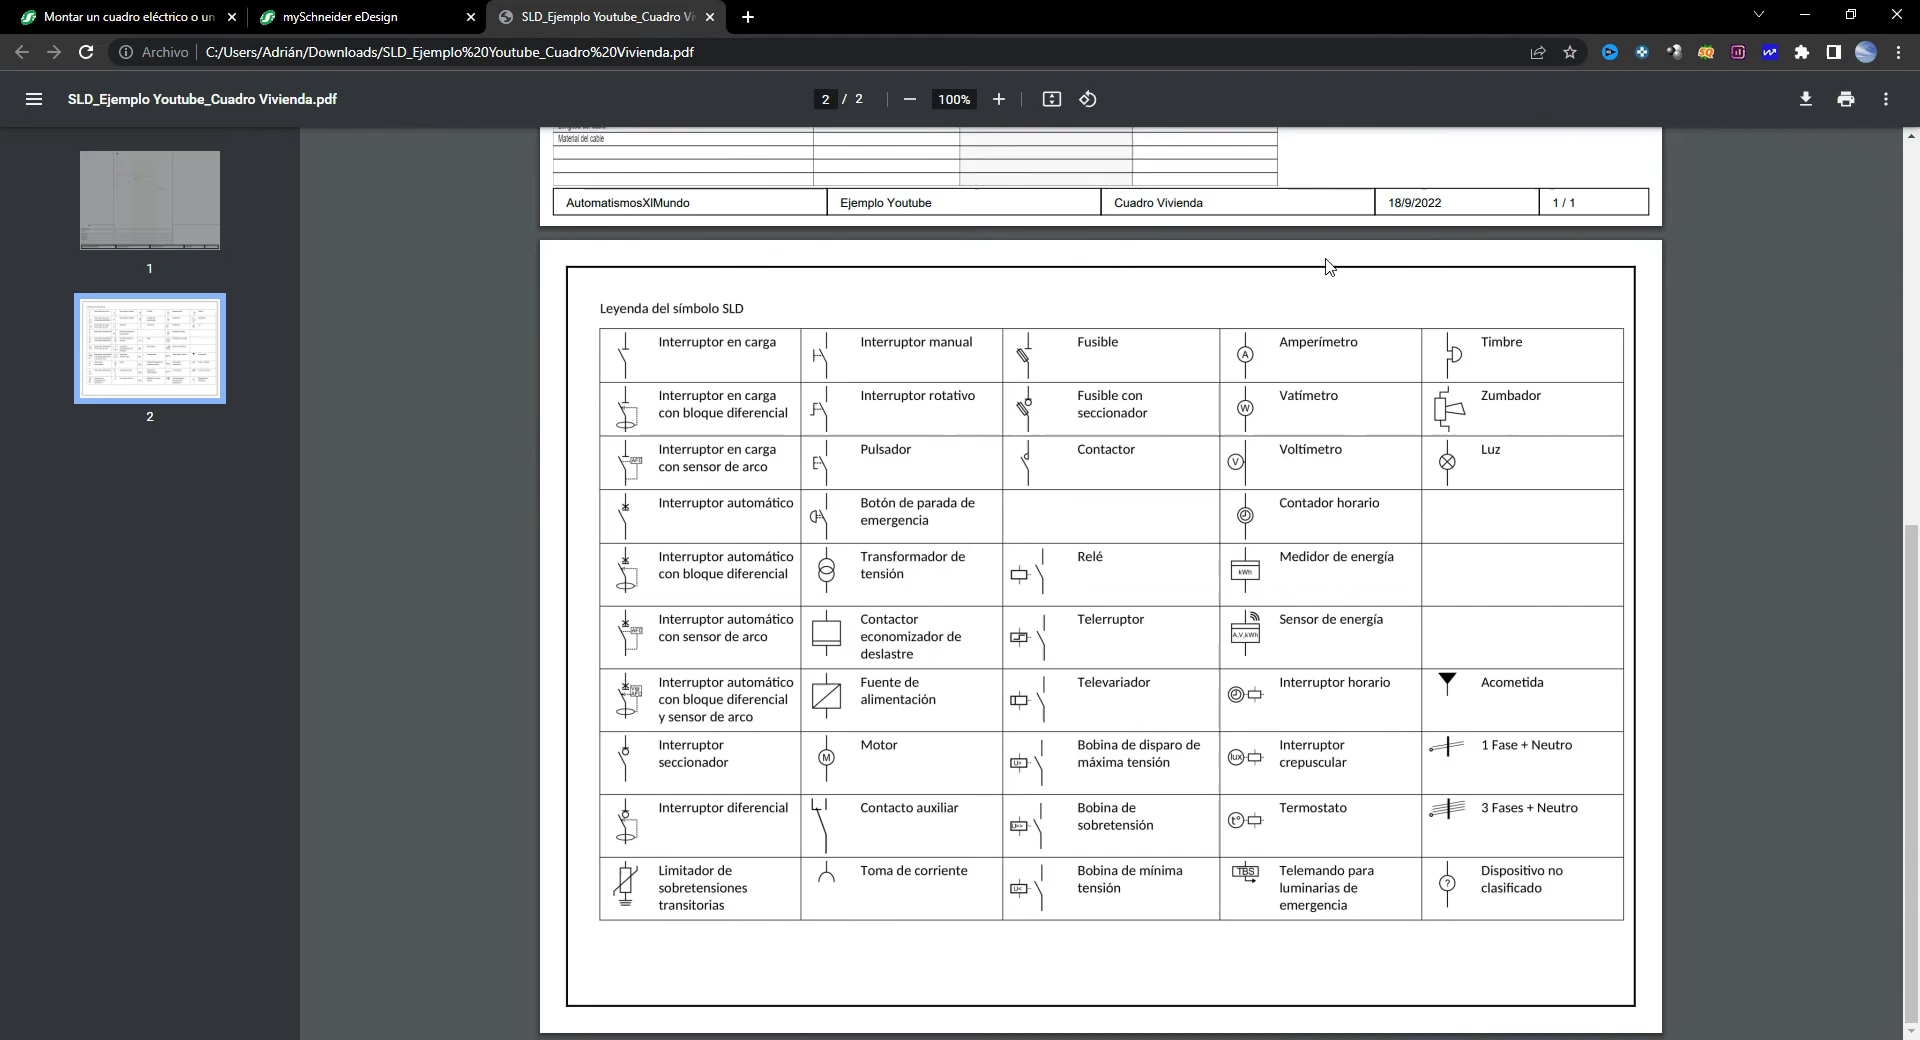 Montar un cuadro eléctrico o un
mySchneider eDesign
SLD_Ejemplo Youtube_Cuadro Vi
Archivo
C:/Users/Adrián/Downloads/SLD_Ejemplo%20Youtube_Cuadro%20Vivienda.pdf
SLD_Ejemplo Youtube_Cuadro Vivienda.pdf
2 / 2
100%
1
2
Material del cable
AutomatismosXlMundo
Ejemplo Youtube
Cuadro Vivienda
18/9/2022
1 / 1
Leyenda del símbolo SLD
Interruptor en carga
Interruptor manual
Fusible
A
Amperímetro
Timbre
Interruptor en carga
con bloque diferencial
Interruptor rotativo
Fusible con
seccionador
W
Vatímetro
Zumbador
Interruptor en carga
con sensor de arco
Pulsador
Contactor
V
Voltímetro
Luz
Interruptor automático
Botón de parada de
emergencia
Contador horario
Interruptor automático
con bloque diferencial
Transformador de
tensión
Relé
kWh
Medidor de energía
Interruptor automático
con sensor de arco
Contactor
economizador de
deslastre
Telerruptor
A,V,kWh
Sensor de energía
Interruptor automático
con bloque diferencial
y sensor de arco
Fuente de
alimentación
Televariador
Interruptor horario
Acometida
Interruptor
seccionador
M
Motor
U>
Bobina de disparo de
máxima tensión
lux
Interruptor
crepuscular
1 Fase + Neutro
Interruptor diferencial
Contacto auxiliar
Bobina de
sobretensión
t°
Termostato
3 Fases + Neutro
Limitador de
sobretensiones
transitorias
Toma de corriente
U<
Bobina de mínima
tensión
TBS
Telemando para
luminarias de
emergencia
?
Dispositivo no
clasificado